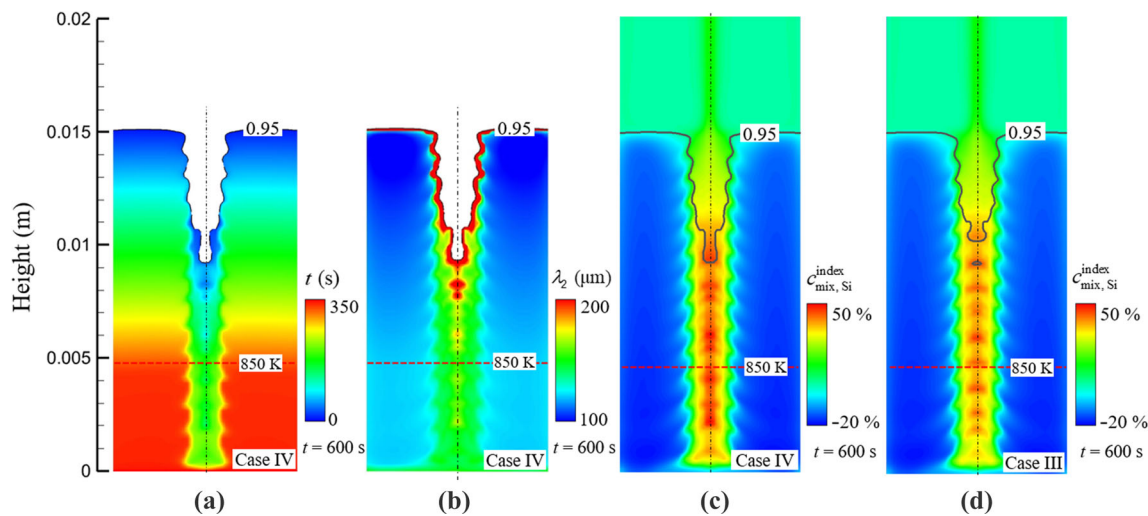 0.02
0.015
0.01
0.005
0
Height (m)
0.95
t (s)
350
0
850 K
t = 600 s
Case IV
(a)
0.95
λ2 (μm)
200
100
850 K
t = 600 s
Case IV
(b)
0.95
c index mix, Si
50 %
-20 %
850 K
t = 600 s
Case IV
(c)
0.95
c index mix, Si
50 %
-20 %
850 K
t = 600 s
Case III
(d)